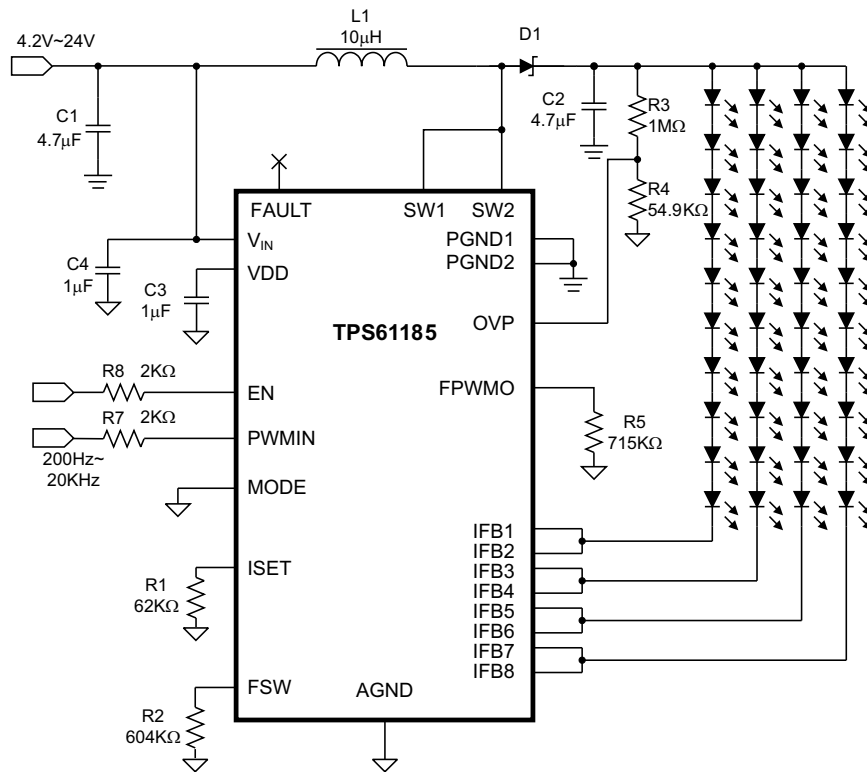 L1
10μH
D1
4.2V~24V
C1
4.7μF
C2
4.7μF
R3
1MΩ
R4
54.9KΩ
FAULT
SW1
SW2
VIN
PGND1
PGND2
C4
1μF
VDD
C3
1μF
TPS61185
OVP
R8
2KΩ
EN
FPWMO
R7
2KΩ
PWMIN
R5
715KΩ
200Hz~
20KHz
MODE
IFB1
IFB2
ISET
IFB3
IFB4
R1
62KΩ
IFB5
IFB6
IFB7
IFB8
FSW
AGND
R2
604KΩ